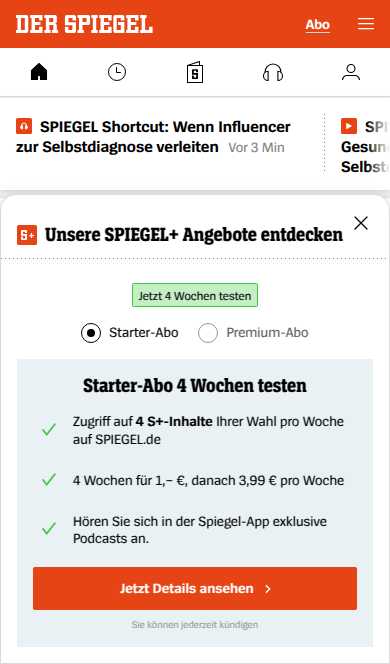 DER SPIEGEL
Abo
SPIEGEL Shortcut: Wenn Influencer
zur Selbstdiagnose verleiten Vor 3 Min
S+
Unsere SPIEGEL+ Angebote entdecken
Jetzt 4 Wochen testen
Starter-Abo
Premium-Abo
Starter-Abo 4 Wochen testen
Zugriff auf 4 S+-Inhalte Ihrer Wahl pro Woche
auf SPIEGEL.de
4 Wochen für 1,– €, danach 3,99 € pro Woche
Hören Sie sich in der Spiegel-App exklusive
Podcasts an.
Jetzt Details ansehen
Sie können jederzeit kündigen